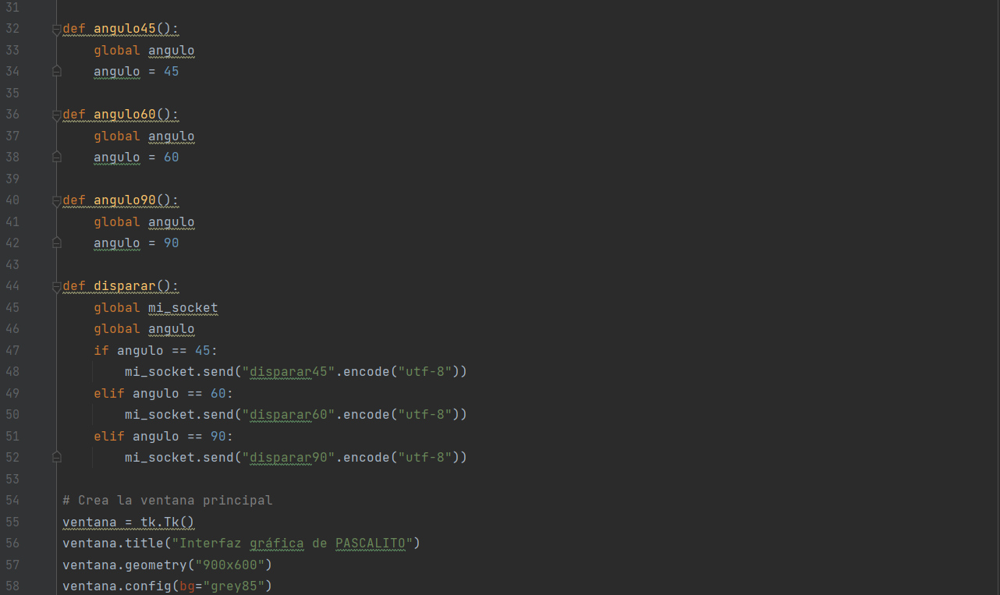 31
32 def angulo45():
33     global angulo
34     angulo = 45
35
36 def angulo60():
37     global angulo
38     angulo = 60
39
40 def angulo90():
41     global angulo
42     angulo = 90
43
44 def disparar():
45     global mi_socket
46     global angulo
47     if angulo == 45:
48         mi_socket.send("disparar45".encode("utf-8"))
49     elif angulo == 60:
50         mi_socket.send("disparar60".encode("utf-8"))
51     elif angulo == 90:
52         mi_socket.send("disparar90".encode("utf-8"))
53
54 # Crea la ventana principal
55 ventana = tk.Tk()
56 ventana.title("Interfaz gráfica de PASCALITO")
57 ventana.geometry("900x600")
58 ventana.config(bg="grey85")